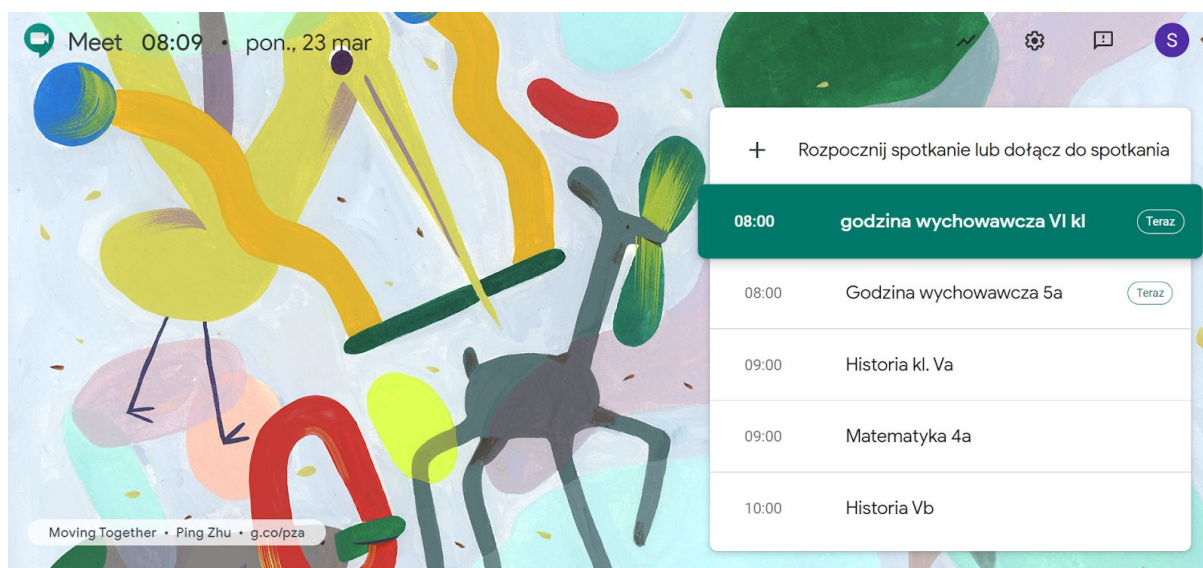 Meet 08:09 • pon., 23 mar
S
Rozpocznij spotkanie lub dołącz do spotkania
08:00 godzina wychowawcza VI kl Teraz
08:00 Godzina wychowawcza 5a Teraz
09:00 Historia kl. Va
09:00 Matematyka 4a
10:00 Historia Vb
Moving Together • Ping Zhu • g.co/pza